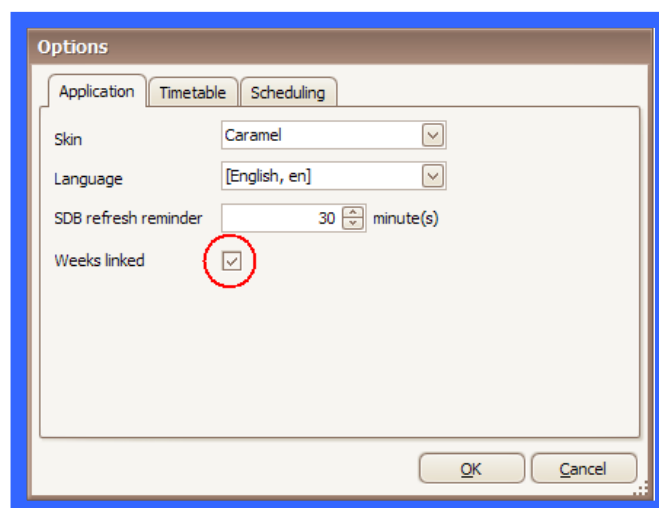 Options
Application Timetable Scheduling
Skin Caramel
Language [English, en]
SDB refresh reminder 30 minute(s)
Weeks linked
OK Cancel